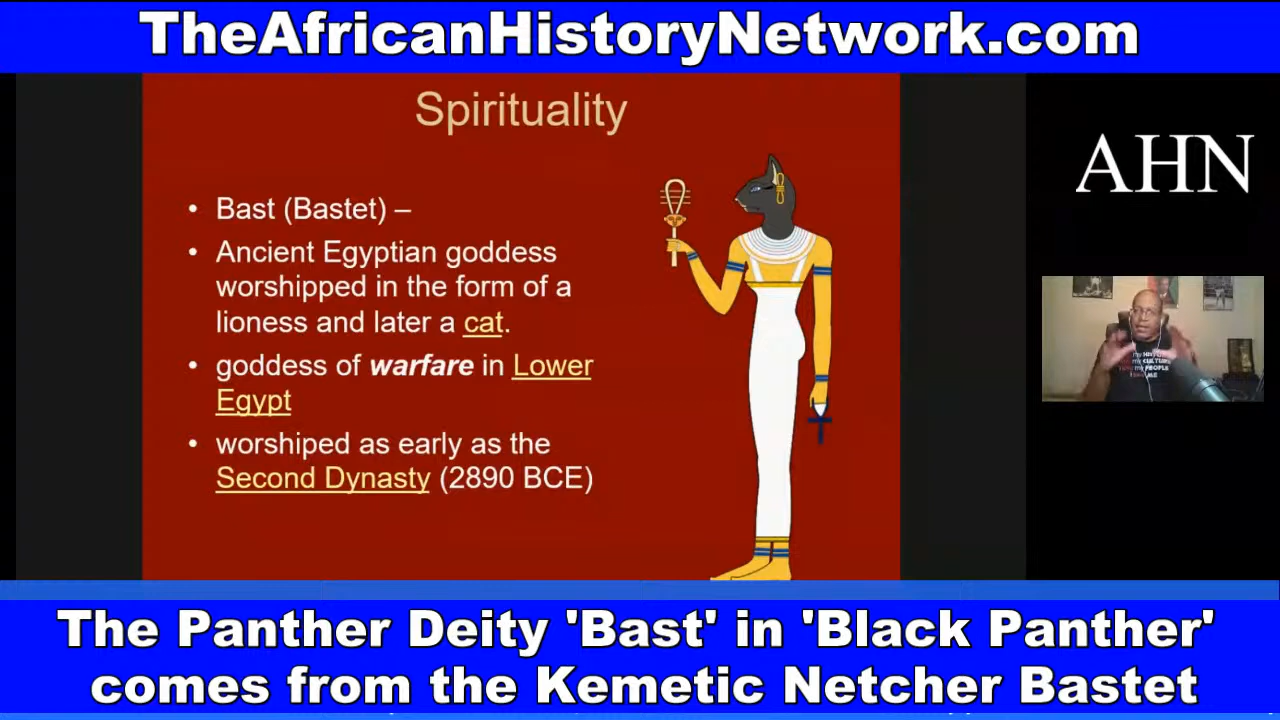 TheAfricanHistoryNetwork.com
Spirituality
AHN
• Bast (Bastet) –
• Ancient Egyptian goddess
worshipped in the form of a
lioness and later a cat.
• goddess of warfare in Lower
Egypt
• worshiped as early as the
Second Dynasty (2890 BCE)
The Panther Deity 'Bast' in 'Black Panther'
comes from the Kemetic Netcher Bastet